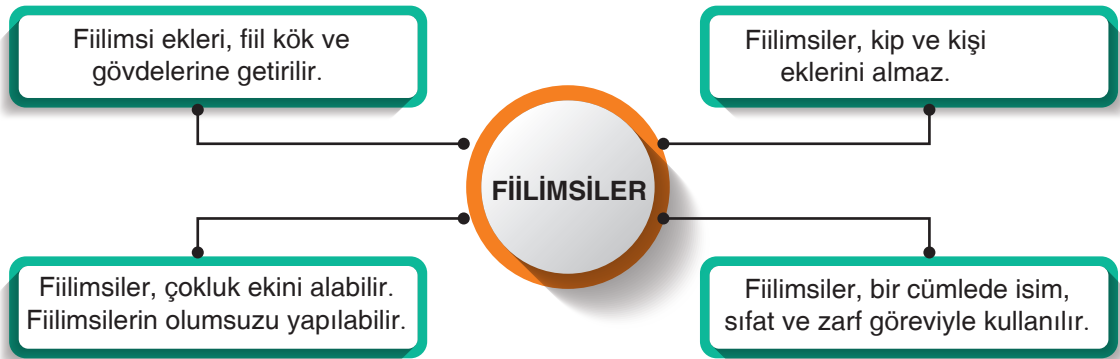 Fiilimsi ekleri, fiil kök ve
gövdelerine getirilir.
Fiilimsiler, kip ve kişi
eklerini almaz.
FİİLİMSİLER
Fiilimsiler, çokluk ekini alabilir.
Fiilimsilerin olumsuzu yapılabilir.
Fiilimsiler, bir cümlede isim,
sıfat ve zarf göreviyle kullanılır.